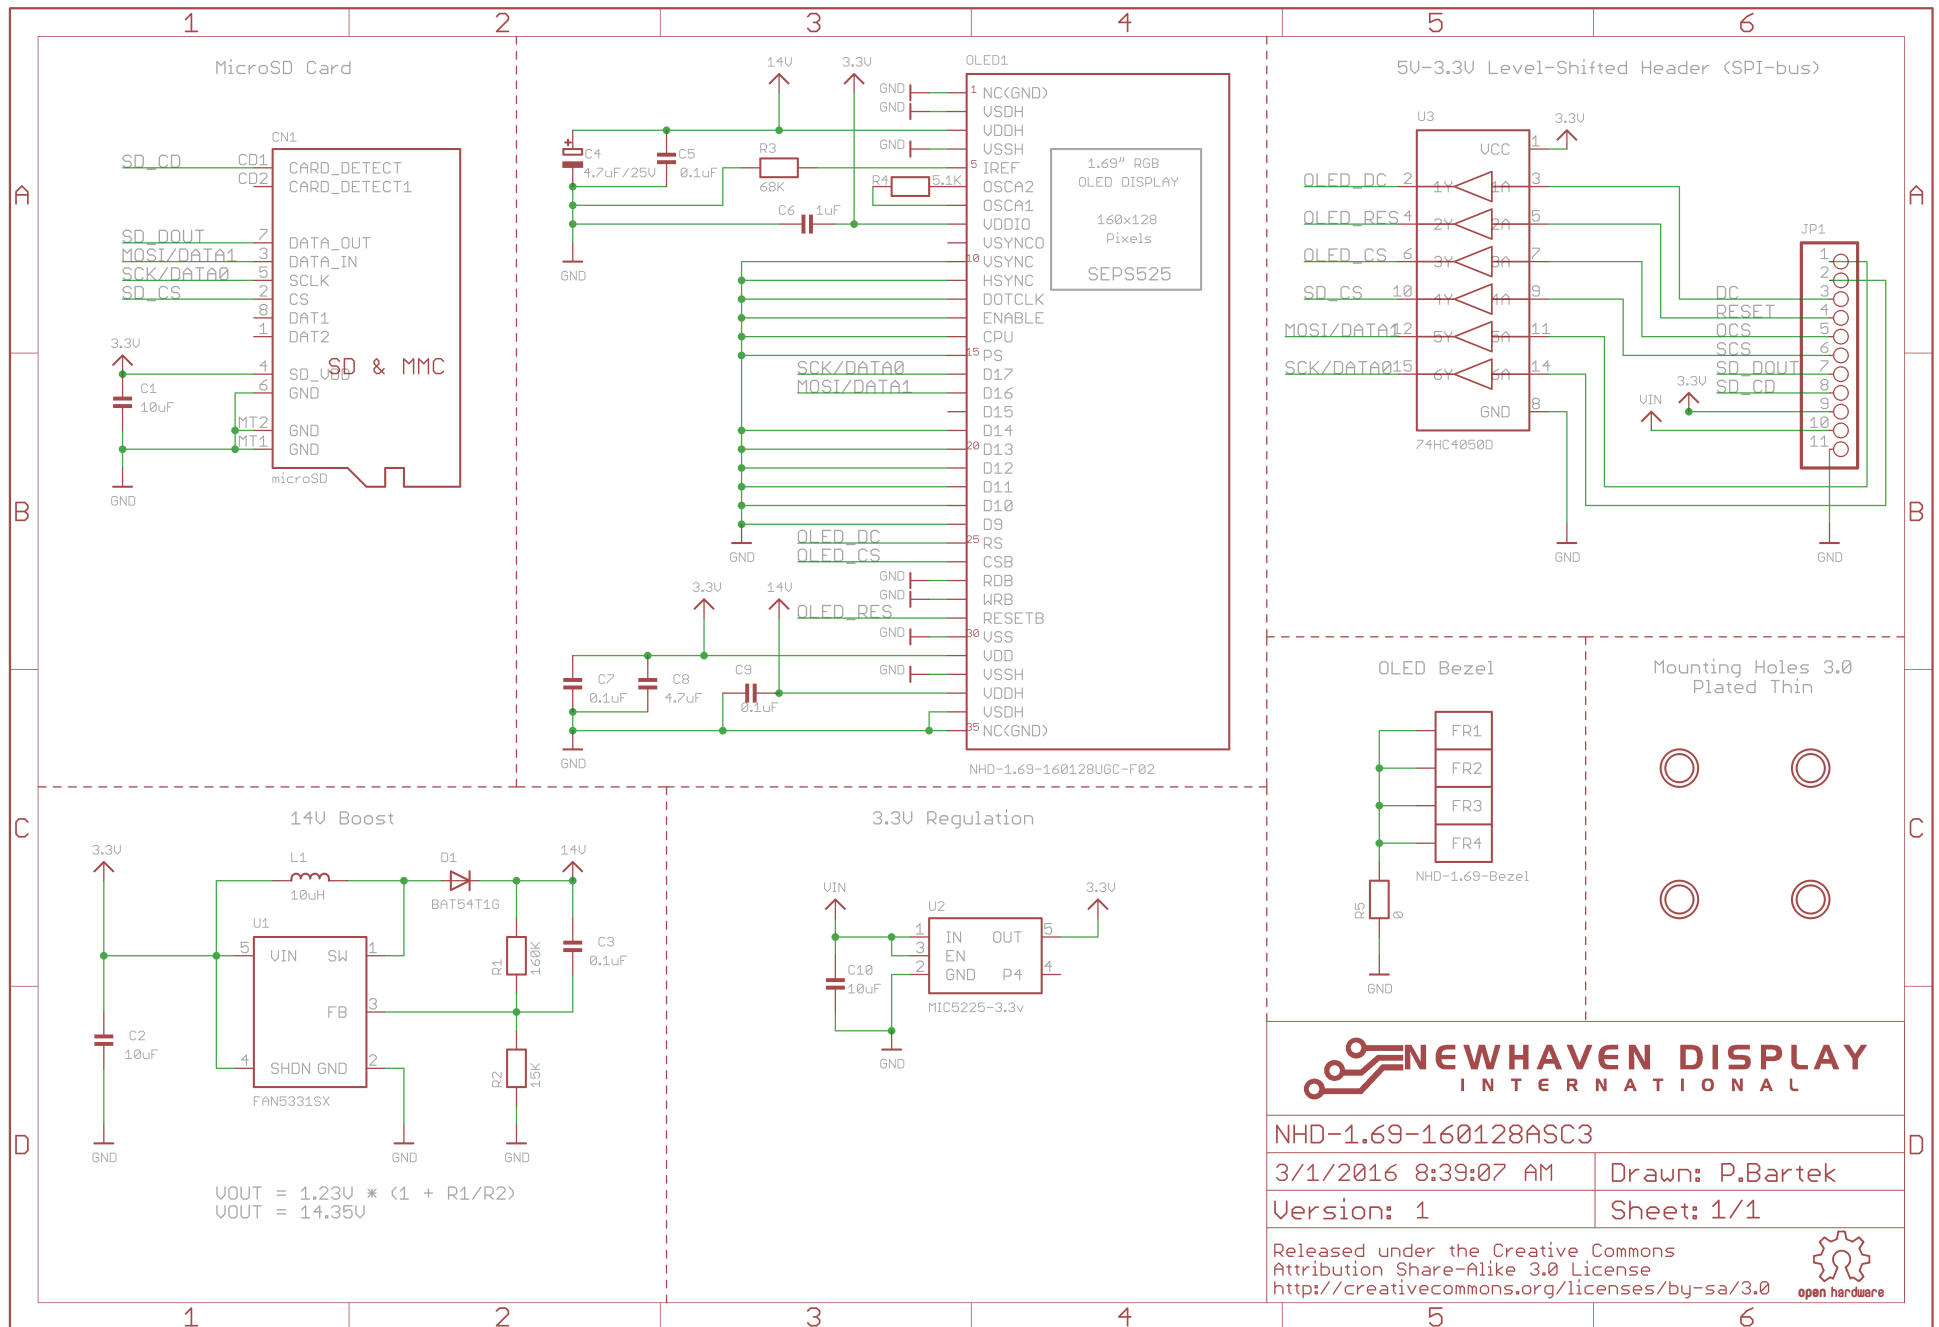 1 2 3 4 5 6
A
B
C
D
MicroSD Card
CN1
SD_CD CD1 CARD_DETECT
CD2 CARD_DETECT1
SD_DOUT 7 DATA_OUT
MOSI/DATA1 3 DATA_IN
SCK/DATA0 5 SCLK
SD_CS 2 CS
8 DAT1
1 DAT2
3.3V
4 SD_VDD
SD & MMC
6 GND
MT2 GND
MT1 GND
C1
10uF
GND
microSD
OLED1
14V
3.3V
GND 1 NC(GND)
GND VSDH
VDDH
GND VSSH
5 IREF
OSCA2
OSCA1
VDDIO
VSYNCO
10 VSYNC
HSYNC
DOTCLK
ENABLE
CPU
15 PS
SCK/DATA0 D17
MOSI/DATA1 D16
D15
D14
20 D13
D12
D11
D10
D9
OLED_DC 25 RS
OLED_CS CSB
GND RDB
GND WRB
OLED_RES RESETB
GND 30 VSS
VDD
GND VSSH
VDDH
VSDH
35 NC(GND)
NHD-1.69-160128UGC-F02
1.69" RGB
OLED DISPLAY
160x128
Pixels
SEPS525
C4
4.7uF/25V
C5
0.1uF
R3
68K
R4 5.1K
C6 1uF
GND
GND
3.3V
14V
C7
0.1uF
C8
4.7uF
C9
0.1uF
GND
5V-3.3V Level-Shifted Header (SPI-bus)
U3
3.3V
VCC 1
OLED_DC 2 1Y 1A 3
OLED_RES 4 2Y 2A 5
OLED_CS 6 3Y 3A 7
SD_CS 10 4Y 4A 9
MOSI/DATA1 12 5Y 5A 11
SCK/DATA0 15 6Y 6A 14
GND 8
74HC4050D
GND
JP1
1
2
DC 3
RESET 4
OCS 5
SCS 6
SD_DOUT 7
SD_CD 8
3.3V 9
VIN 10
11
GND
OLED Bezel
FR1
FR2
FR3
FR4
NHD-1.69-Bezel
R5 0
GND
Mounting Holes 3.0
Plated Thin
14V Boost
3.3V
L1
10uH
D1
BAT54T1G
14V
U1
5 VIN SW 1
FB 3
4 SHDN GND 2
FAN5331SX
C2
10uF
R1 160K
C3
0.1uF
R2 15K
GND
GND
GND
VOUT = 1.23V * (1 + R1/R2)
VOUT = 14.35V
3.3V Regulation
VIN
3.3V
U2
1 IN OUT 5
3 EN
2 GND P4 4
MIC5225-3.3v
C10
10uF
GND
NEWHAVEN DISPLAY
INTERNATIONAL
NHD-1.69-160128ASC3
3/1/2016 8:39:07 AM
Drawn: P.Bartek
Version: 1
Sheet: 1/1
Released under the Creative Commons
Attribution Share-Alike 3.0 License
http://creativecommons.org/licenses/by-sa/3.0
open hardware
A
B
C
D
1 2 3 4 5 6